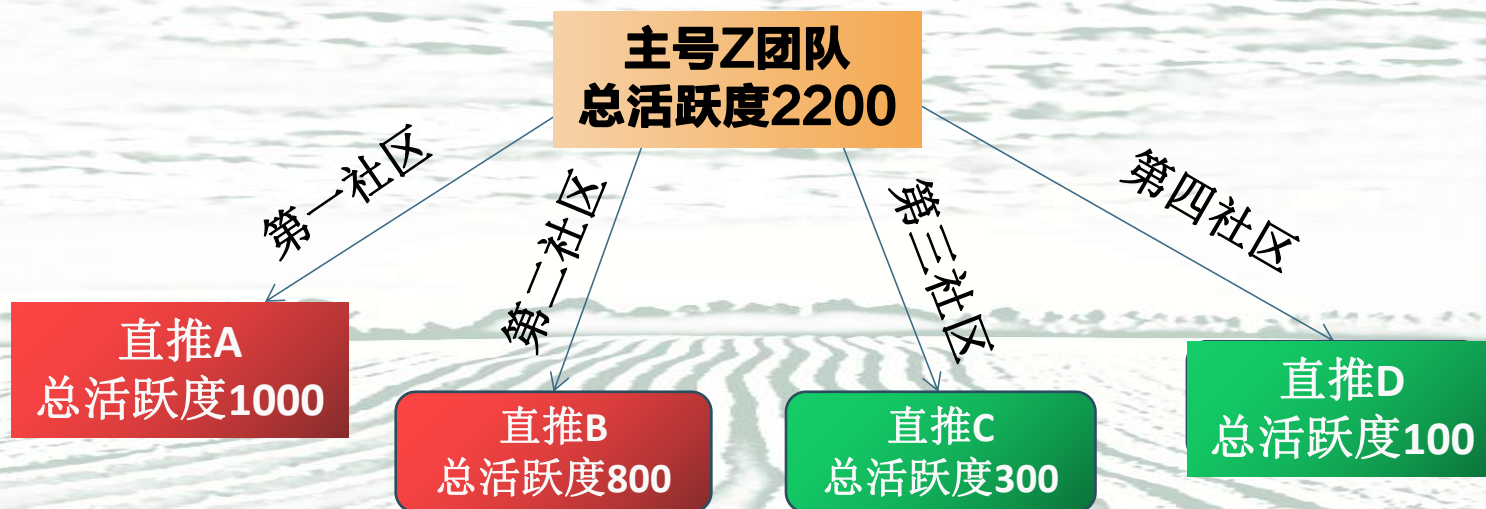 主号Z团队
总活跃度2200
第一社区
第二社区
第三社区
第四社区
直推A
总活跃度1000
直推B
总活跃度800
直推C
总活跃度300
直推D
总活跃度100